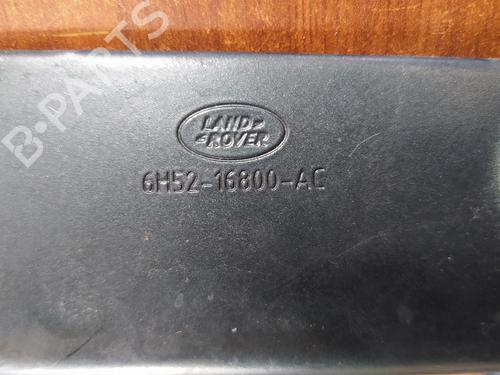 B-PARTS
LAND
ROVER
6H52-16800-AC